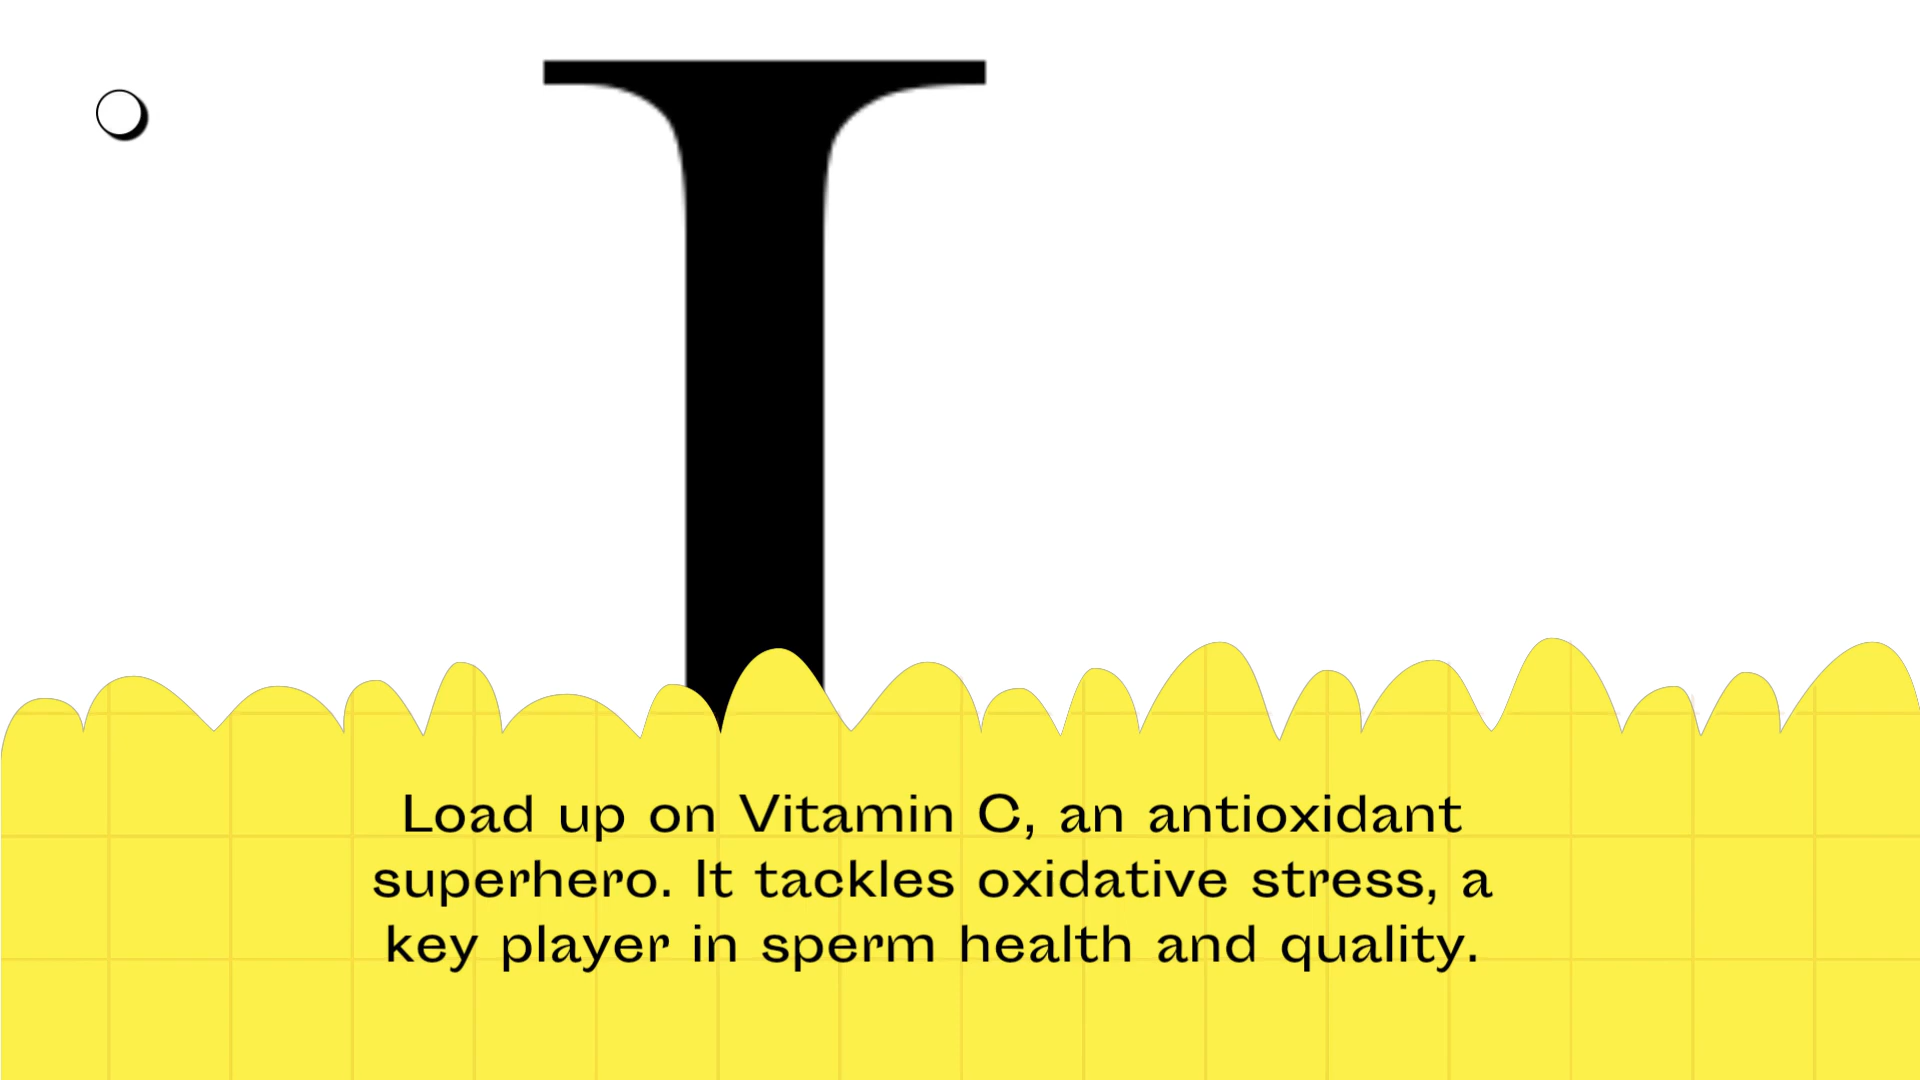 I
Load up on Vitamin C, an antioxidant
superhero. It tackles oxidative stress, a
key player in sperm health and quality.